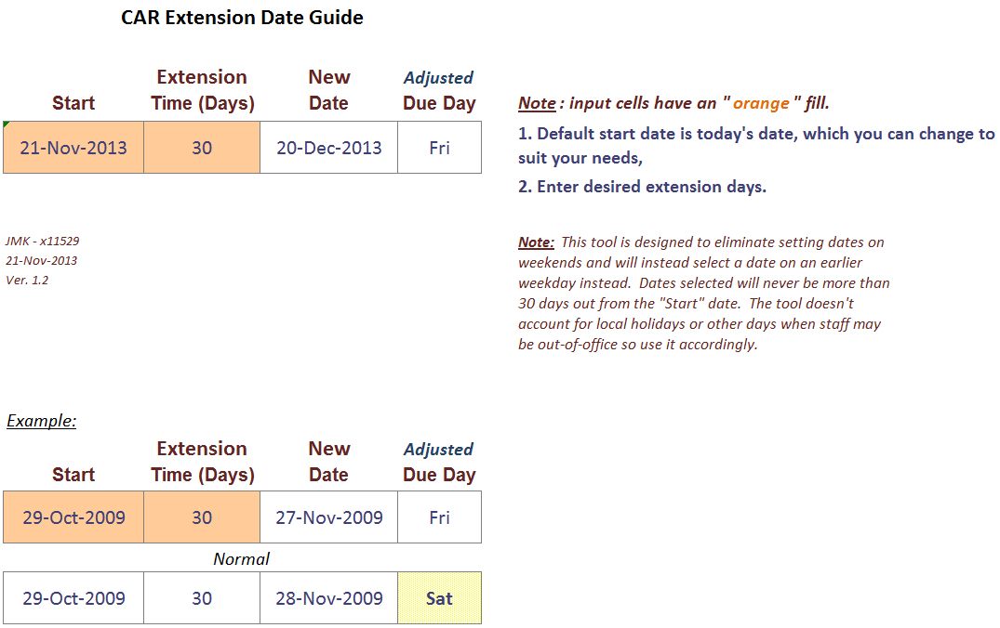 CAR Extension Date Guide
Extension New Adjusted
Start Time (Days) Date Due Day
21-Nov-2013 30 20-Dec-2013 Fri
Note : input cells have an " orange " fill.
1. Default start date is today's date, which you can change to
suit your needs,
2. Enter desired extension days.
JMK - x11529
21-Nov-2013
Ver. 1.2
Note: This tool is designed to eliminate setting dates on
weekends and will instead select a date on an earlier
weekday instead. Dates selected will never be more than
30 days out from the "Start" date. The tool doesn't
account for local holidays or other days when staff may
be out-of-office so use it accordingly.
Example:
Extension New Adjusted
Start Time (Days) Date Due Day
29-Oct-2009 30 27-Nov-2009 Fri
Normal
29-Oct-2009 30 28-Nov-2009 Sat